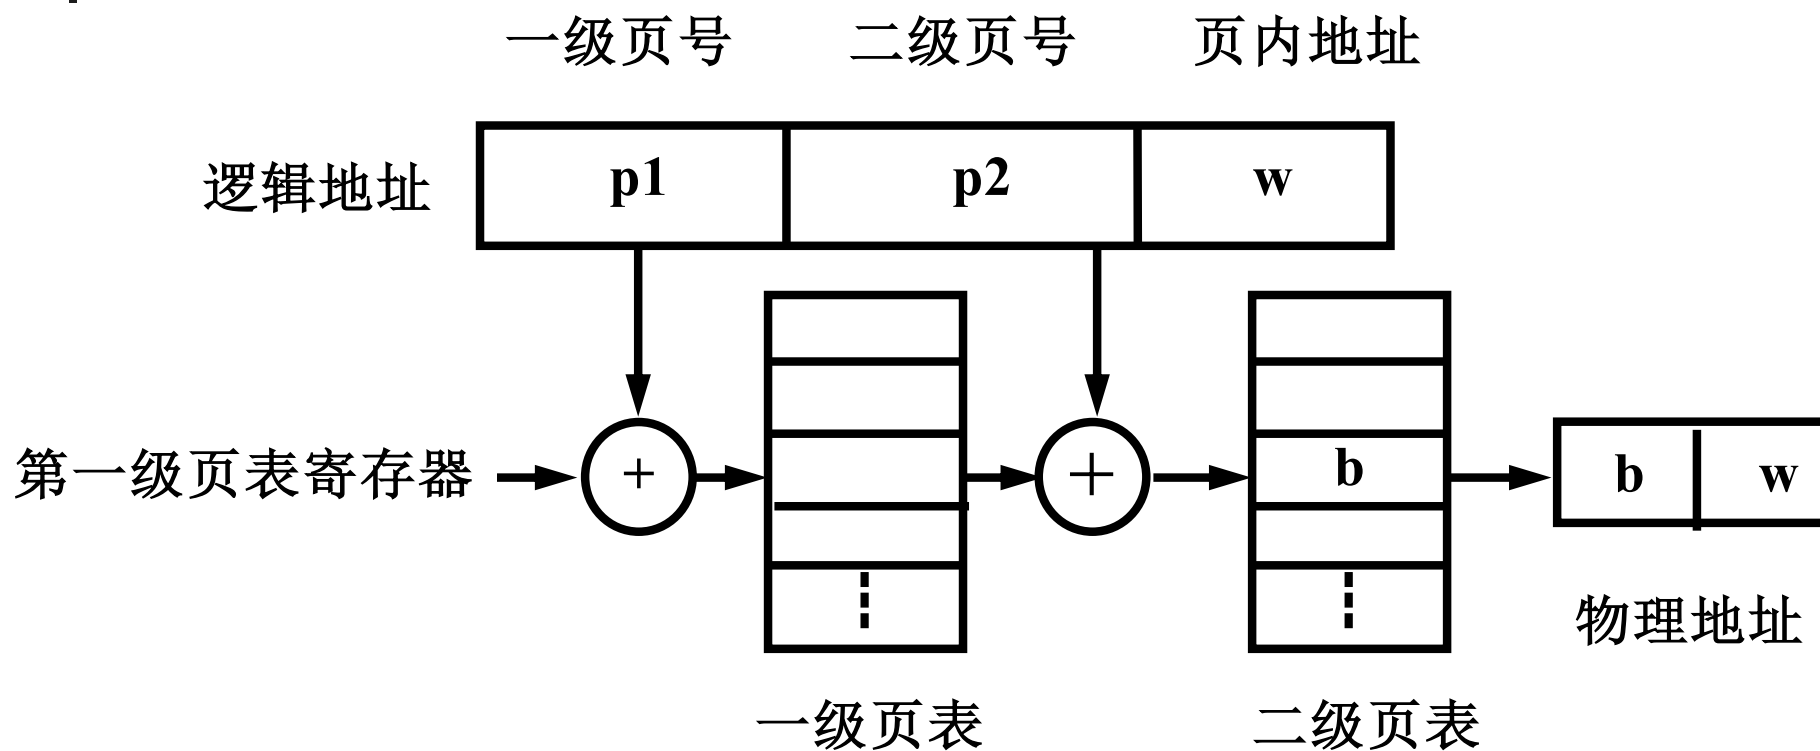 一级页号 二级页号 页内地址
逻辑地址 p1 p2 w
第一级页表寄存器 + + b b w
物理地址
一级页表 二级页表